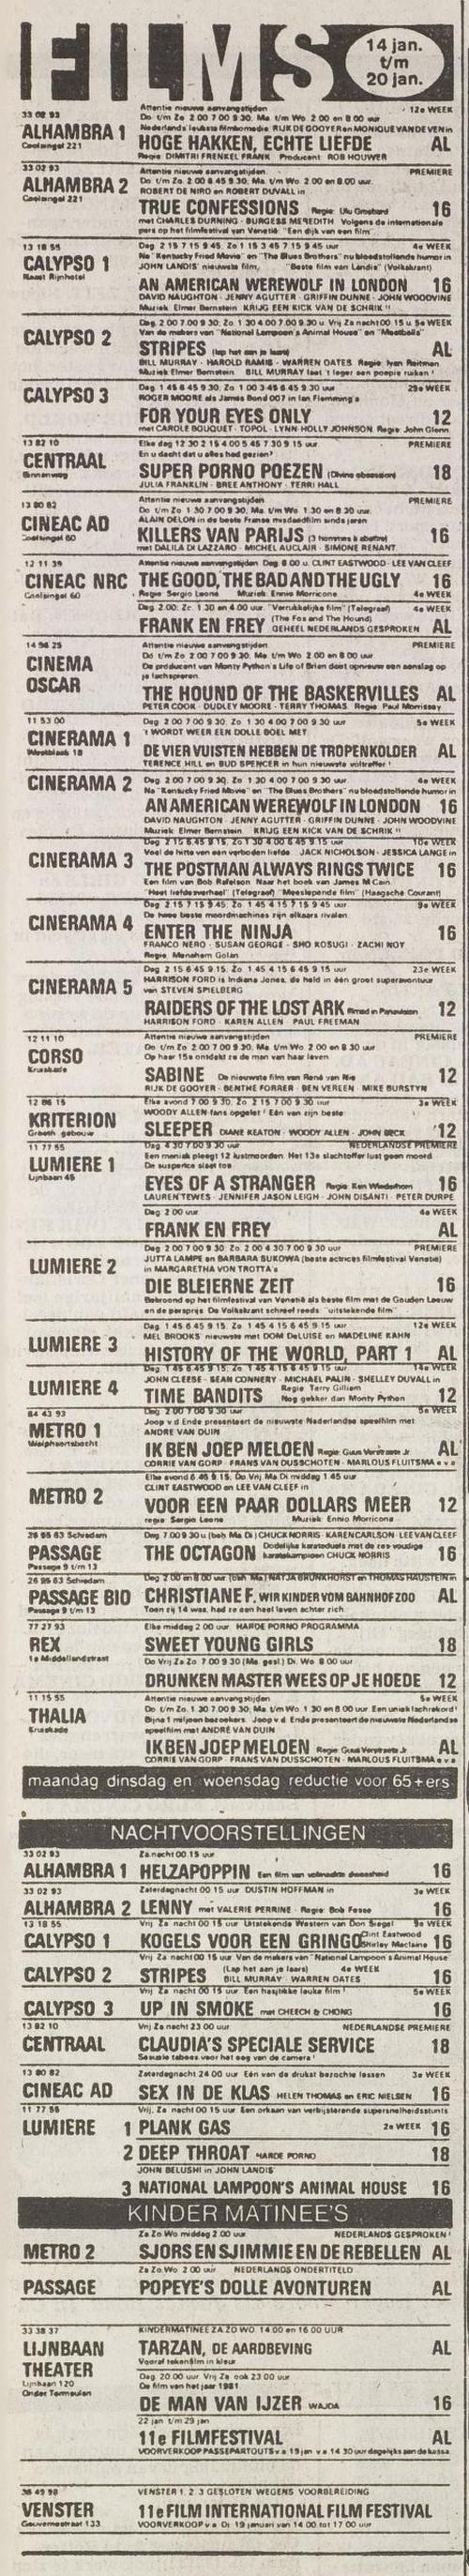 FILMS
14 jan.
t/m
20 jan.
33 02 93
Attentie nieuwe aanvangstijden
12e WEEK
Do. t/m Zo. 2.00 7.00 9.30. Ma. t/m Wo. 2.00 en 8.00 uur.
Nederlands' leukste filmkomedie. RIJK DE GOOYER en MONIQUE VAN DE VEN in
ALHAMBRA 1
Coolsingel 221
HOGE HAKKEN, ECHTE LIEFDE AL
Regie: DIMITRI FRENKEL FRANK Producent: ROB HOUWER
33 02 93
Attentie nieuwe aanvangstijden
PREMIERE
Do. t/m Zo. 2.00 8.45 9.30. Ma. t/m Wo. 2.00 en 8.00 uur.
ALHAMBRA 2
Coolsingel 221
ROBERT DE NIRO en ROBERT DUVALL in
TRUE CONFESSIONS Regie: Ulu Grosbard 16
met CHARLES DURNING - BURGESS MEREDITH Volgens de internationale
pers op het filmfestival van Venetië: "Een dijk van een film".
13 18 55
Dag. 2.15 7.15 9.45. Zo. 1.15 3.45 7.15 9.45 uur
4e WEEK
Na "Kentucky Fried Movie" en "The Blues Brothers" nu bloedstollende humor in
CALYPSO 1
Naast Rijnhotel
JOHN LANDIS' nieuwste film, "Beste film van Landis" (Volkskrant)
AN AMERICAN WEREWOLF IN LONDON 16
DAVID NAUGHTON - JENNY AGUTTER - GRIFFIN DUNNE - JOHN WOODVINE
Muziek: Elmer Bernstein KRIJG EEN KICK VAN DE SCHRIK !!
Dag. 2.00 7.00 9.30. Zo. 1.30 4.00 7.00 9.30 u. Vrij. Za. nacht 00.15 u. 5e WEEK
Van de makers van "National Lampoon's Animal House" en "Meatballs"
CALYPSO 2
STRIPES (lap het aan je laars) AL
BILL MURRAY - HAROLD RAMIS - WARREN OATES Regie: Ivan Reitman
Muziek: Elmer Bernstein BILL MURRAY laat 't leger een poepie ruiken!
Dag. 1.45 6.45 9.30. Zo. 1.00 3.45 6.45 9.30 uur
29e WEEK
CALYPSO 3
ROGER MOORE als James Bond 007 in Ian Flemming's
FOR YOUR EYES ONLY 12
met CAROLE BOUQUET - TOPOL - LYNN-HOLLY JOHNSON Regie: John Glenn.
13 82 10
Elke dag 12.30 2.15 4.00 5.45 7.30 9.15 uur.
PREMIERE
CENTRAAL
Binnenweg
En u dacht dat u alles had gezien?
SUPER PORNO POEZEN (Divine obsession) 18
JULIA FRANKLIN - BREE ANTHONY - TERRI HALL
13 80 82
Attentie nieuwe aanvangstijden
PREMIERE
Do. t/m Zo. 1.30 7.00 9.30. Ma. t/m Wo. 1.30 en 8.30 uur.
CINEAC AD
Coolsingel 60
ALAIN DELON in de beste Franse misdaadfilm sinds jaren
KILLERS VAN PARIJS (3 hommes à abattre) 16
met DALILA DI LAZZARO - MICHEL AUCLAIR - SIMONE RENANT
12 11 39
Attentie nieuwe aanvangstijden Dag. 8.00 u. CLINT EASTWOOD - LEE VAN CLEEF
CINEAC NRC
Coolsingel 60
THE GOOD, THE BAD AND THE UGLY 16
Regie: Sergio Leone Muziek: Ennio Morricone 4e WEEK
Dag. 2.00. Zo. 1.30 en 4.00 uur. "Verrukkelijke film" (Telegraaf)
4e WEEK
FRANK EN FREY (The Fox and The Hound) GEHEEL NEDERLANDS GESPROKEN AL
14 58 25
Attentie nieuwe aanvangstijden
PREMIERE
Do. t/m Zo. 2.00 7.00 9.30. Ma. t/m Wo. 2.00 en 8.00 uur
CINEMA
OSCAR
De producent van Monty Python's Life of Brian doet opnieuw een aanslag op
je lachspieren
THE HOUND OF THE BASKERVILLES AL
PETER COOK - DUDLEY MOORE - TERRY THOMAS Regie: Paul Morrissey
11 53 00
Dag. 2.00 7.00 9.30. Zo. 1.30 4.00 7.00 9.30 uur
5e WEEK
CINERAMA 1
Westblaak 18
'T WORDT WEER EEN DOLLE BOEL MET
DE VIER VUISTEN HEBBEN DE TROPENKOLDER AL
TERENCE HILL en BUD SPENCER in hun nieuwste voltreffer!
Dag. 2.00 7.00 9.30. Zo. 1.30 4.00 7.00 9.30 uur
4e WEEK
CINERAMA 2
Na "Kentucky Fried Movie" en "The Blues Brothers" nu bloedstollende humor in
AN AMERICAN WEREWOLF IN LONDON 16
DAVID NAUGHTON - JENNY AGUTTER - GRIFFIN DUNNE - JOHN WOODVINE
Muziek: Elmer Bernstein KRIJG EEN KICK VAN DE SCHRIK !!
Dag. 2.15 6.45 9.15. Zo. 1.30 4.00 6.45 9.15 uur
10e WEEK
Voel de hitte van een verboden liefde JACK NICHOLSON - JESSICA LANGE in
CINERAMA 3
THE POSTMAN ALWAYS RINGS TWICE 16
Een film van Bob Rafelson. Naar het boek van James M. Cain.
"Heet liefdesverhaal" (Telegraaf) "Meeslepende film" (Haagsche Courant)
Dag. 2.15 7.15 9.45. Zo. 1.45 4.15 7.15 9.45 uur
9e WEEK
CINERAMA 4
De twee beste moordmachines zijn elkaars rivalen
ENTER THE NINJA 16
FRANCO NERO - SUSAN GEORGE - SHO KOSUGI - ZACHI NOY
Regie: Menahem Golan
Dag. 2.15 6.45 9.15. Zo. 1.45 4.15 6.45 9.15 uur
23e WEEK
CINERAMA 5
HARRISON FORD is Indiana Jones, de held in één groot superavontuur
van STEVEN SPIELBERG
RAIDERS OF THE LOST ARK filmed in Panavision 12
HARRISON FORD - KAREN ALLEN - PAUL FREEMAN
12 11 10
Attentie nieuwe aanvangstijden
PREMIERE
Do. t/m Zo. 2.00 7.00 9.30. Ma. t/m Wo. 2.00 en 8.30 uur
CORSO
Kruiskade
Op haar 15e ontdekt ze de man van haar leven
SABINE De nieuwste film van René van Nie 12
RIJK DE GOOYER - BENTHE FORRER - BEN VEREEN - MIKE BURSTYN
12 86 15
Elke avond 7.00 9.30. Zo. 2.15 7.00 9.30 uur
3e WEEK
KRITERION
Groothgebouw
WOODY ALLEN-fans opgelet! Eén van zijn beste
SLEEPER DIANE KEATON - WOODY ALLEN - JOHN BECK 12
11 77 55
Dag. 4.30 7.00 9.30 uur
NEDERLANDSE PREMIERE
LUMIERE 1
Lijnbaan 45
Een maniak pleegt 12 lustmoorden. Het 13e slachtoffer lust geen moord.
De suspence slaat toe.
EYES OF A STRANGER Regie: Ken Wiederhorn 16
LAUREN TEWES - JENNIFER JASON LEIGH - JOHN DISANTI - PETER DURPE
Dag. 2.00 uur
4e WEEK
FRANK EN FREY AL
Dag. 2.00 7.00 9.30. Zo. 2.00 4.30 7.00 9.30 uur
PREMIERE
JUTTA LAMPE en BARBARA SUKOWA (beste actrices filmfestival Venetië)
LUMIERE 2
in MARGARETHA VON TROTTA's
DIE BLEIERNE ZEIT 16
Bekroond op het filmfestival van Venetië als beste film met de Gouden Leeuw
en de persprijs. De Volkskrant schreef reeds "uitstekende film"
Dag. 1.45 6.45 9.15. Zo. 1.45 4.15 6.45 9.15 uur
12e WEEK
LUMIERE 3
MEL BROOKS nieuwste met DOM DeLUISE en MADELINE KAHN
HISTORY OF THE WORLD, PART 1 AL
Dag. 1.45 6.45 9.15. Zo. 1.45 4.15 6.45 9.15 uur
14e WEEK
LUMIERE 4
JOHN CLEESE - SEAN CONNERY - MICHAEL PALIN - SHELLEY DUVALL in
TIME BANDITS Regie: Terry Gilliam Nog gekker dan Monty Python 12
84 43 93
Dag. 2.00 7.00 9.30 uur
5e WEEK
METRO 1
Wolphaertsbocht
Joop v.d. Ende presenteert de nieuwste Nederlandse speelfilm met
ANDRE VAN DUIN
IK BEN JOEP MELOEN Regie: Guus Verstraete Jr. AL
CORRIE VAN GORP - FRANS VAN DUSSCHOTEN - MARLOUS FLUITSMA e.v.a.
Elke avond 6.45 9.15. Do. Vrij. Ma. Di. middag 1.45 uur
METRO 2
CLINT EASTWOOD en LEE VAN CLEEF in
VOOR EEN PAAR DOLLARS MEER 12
regie: Sergio Leone Muziek: Ennio Morricone
26 95 63 Schiedam
Dag. 7.00 9.30 u. (beh. Ma. Di.) CHUCK NORRIS - KAREN CARLSON - LEE VAN CLEEF
PASSAGE
Passage 9 t/m 13
THE OCTAGON Dodelijke karateduels met de zes-voudige karatekampioen CHUCK NORRIS 16
26 95 63 Schiedam
Dag. 2.00 en 8.00 uur (beh. Ma.) NATJA BRUNKHORST en THOMAS HAUSTEIN in
PASSAGE BIO
Passage 9 t/m 13
CHRISTIANE F. WIR KINDER VOM BAHNHOF ZOO AL
Toen zij 14 was, had ze een heel leven achter zich
77 27 93
Elke middag 2.00 uur HARDE PORNO PROGRAMMA
REX
1e Middellandstraat
SWEET YOUNG GIRLS 18
Do. Vrij. Za. Zo. 7.00 9.30 (Ma. gesl.) Di. Wo. 8.00 uur
DRUNKEN MASTER WEES OP JE HOEDE 12
11 15 55
Attentie nieuwe aanvangstijden
5e WEEK
Do. t/m Zo. 1.30 7.00 9.30. Ma. t/m Wo. 1.30 en 8.00 uur. Een uniek lachrekord!
THALIA
Kruiskade
Bijna 1 miljoen bezoekers. Joop v.d. Ende presenteert de nieuwste Nederlandse
speelfilm met ANDRÉ VAN DUIN
IK BEN JOEP MELOEN Regie: Guus Verstraete Jr. AL
CORRIE VAN GORP - FRANS VAN DUSSCHOTEN - MARLOUS FLUITSMA e.v.a.
maandag dinsdag en woensdag reductie voor 65+ers
NACHTVOORSTELLINGEN
33 02 93
Za. nacht 00.15 uur.
ALHAMBRA 1 HELZAPOPPIN Een film van volmaakte dwaasheid 16
33 02 93
Zaterdagnacht 00.15 uur DUSTIN HOFFMAN in
3e WEEK
ALHAMBRA 2 LENNY met VALERIE PERRINE - Regie: Bob Fosse 16
13 18 55
Vrij. Za. nacht 00.15 uur Uitstekende Western van Don Siegel
9e WEEK
CALYPSO 1 KOGELS VOOR EEN GRINGO Clint Eastwood Shirley Maclaine 16
Vrij. Za. nacht 00.15 uur Van de makers van "National Lampoon's Animal House"
CALYPSO 2 STRIPES (Lap het aan je laars) 4e WEEK BILL MURRAY - WARREN OATES 16
Vrij. Za. nacht 00.15 uur Een hasjtikke leuke film!
5e WEEK
CALYPSO 3 UP IN SMOKE met CHEECH & CHONG 16
13 82 10
Vrij. Za. nacht 23.00 uur
NEDERLANDSE PREMIERE
CENTRAAL CLAUDIA'S SPECIALE SERVICE 18
Sexuele taboes voor het oog van de camera!
13 80 82
Zaterdagnacht 24.00 uur Eén van de drukst bezochte lessen
3e WEEK
CINEAC AD SEX IN DE KLAS HELEN THOMAS en ERIC NIELSEN 16
11 77 55
Vrij. Za. nacht 00.15 uur Een orkaan van verbijsterende supersnelheidsstunts
LUMIERE 1 PLANK GAS 2e WEEK 16
2 DEEP THROAT HARDE PORNO 18
JOHN BELUSHI in JOHN LANDIS'
3 NATIONAL LAMPOON'S ANIMAL HOUSE 16
KINDER MATINEE'S
Za. Zo. Wo. middag 2.00 uur
NEDERLANDS GESPROKEN!
METRO 2 SJORS EN SJIMMIE EN DE REBELLEN AL
Za. Zo. Wo. 2.00 uur NEDERLANDS ONDERTITELD
PASSAGE POPEYE'S DOLLE AVONTUREN AL
33 38 37
KINDERMATINEE ZA. ZO. WO. 14.00 en 16.00 UUR
LIJNBAAN
THEATER
Lijnbaan 120
Onder Termeulen
TARZAN, DE AARDBEVING AL
Vooraf tekenfilm in kleur
Dag. 20.00 uur. Vrij. Za. ook 23.00 uur.
De film van het jaar 1981
DE MAN VAN IJZER WAJDA 16
22 jan. t/m 29 jan.
11e FILMFESTIVAL AL
VOORVERKOOP PASSEPARTOUTS v.a. 19 jan. v.a. 14.30 uur dagelijks aan de kassa.
36 49 98
VENSTER 1, 2, 3 GESLOTEN WEGENS VOORBEREIDING
VENSTER
Gouvernestraat 133
11e FILM INTERNATIONAL FILM FESTIVAL
VOORVERKOOP v.a. Di. 19 januari van 14.00 tot 17.00 uur.